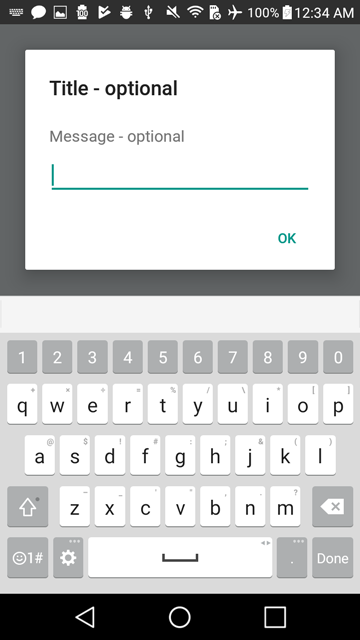 100% 12:34 AM
Title - optional
Message - optional
OK
1 2 3 4 5 6 7 8 9 0
q w e r t y u i o p
a s d f g h j k l
z x c v b n m
1# . Done